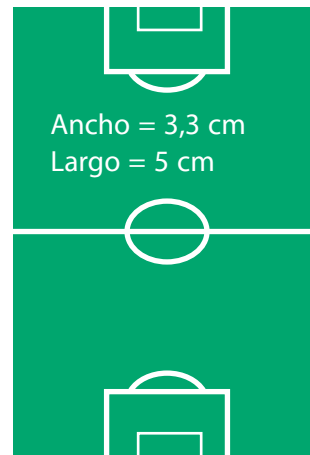 Ancho = 3,3 cm
Largo = 5 cm